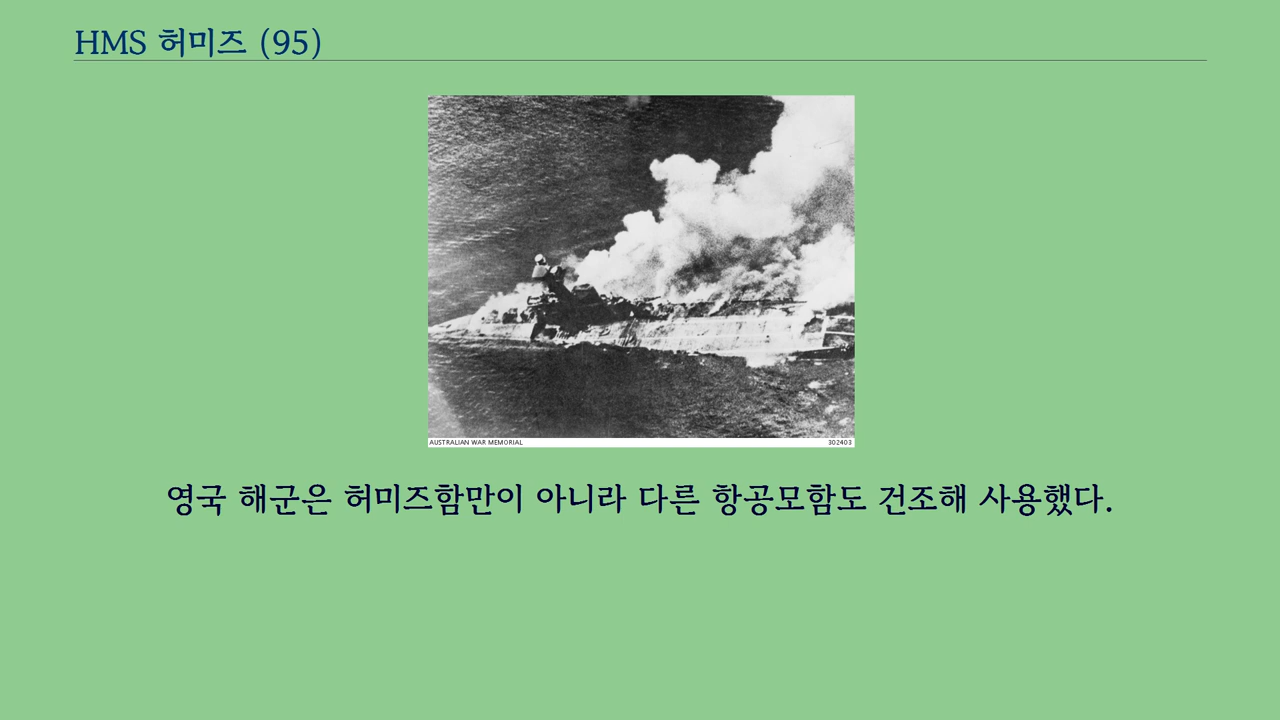 HMS 허미즈 (95)
AUSTRALIAN WAR MEMORIAL 302403
영국 해군은 허미즈함만이 아니라 다른 항공모함도 건조해 사용했다.